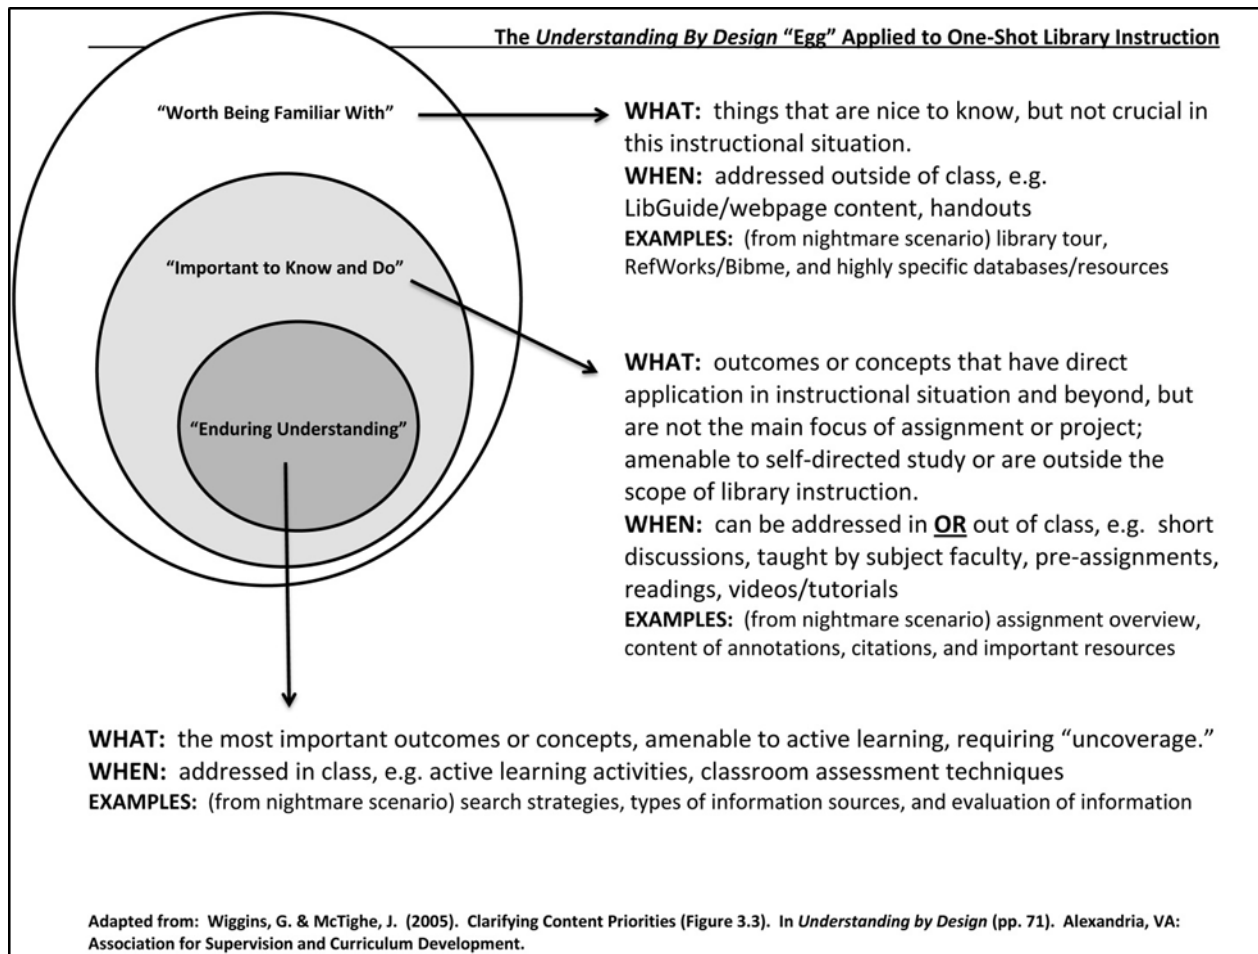 The Understanding By Design “Egg” Applied to One-Shot Library Instruction
“Worth Being Familiar With”
WHAT: things that are nice to know, but not crucial in
this instructional situation.
WHEN: addressed outside of class, e.g.
LibGuide/webpage content, handouts
EXAMPLES: (from nightmare scenario) library tour,
RefWorks/Bibme, and highly specific databases/resources
“Important to Know and Do”
WHAT: outcomes or concepts that have direct
application in instructional situation and beyond, but
are not the main focus of assignment or project;
amenable to self-directed study or are outside the
scope of library instruction.
WHEN: can be addressed in OR out of class, e.g. short
discussions, taught by subject faculty, pre-assignments,
readings, videos/tutorials
EXAMPLES: (from nightmare scenario) assignment overview,
content of annotations, citations, and important resources
“Enduring Understanding”
WHAT: the most important outcomes or concepts, amenable to active learning, requiring “uncoverage.”
WHEN: addressed in class, e.g. active learning activities, classroom assessment techniques
EXAMPLES: (from nightmare scenario) search strategies, types of information sources, and evaluation of information
Adapted from: Wiggins, G. & McTighe, J. (2005). Clarifying Content Priorities (Figure 3.3). In Understanding by Design (pp. 71). Alexandria, VA:
Association for Supervision and Curriculum Development.